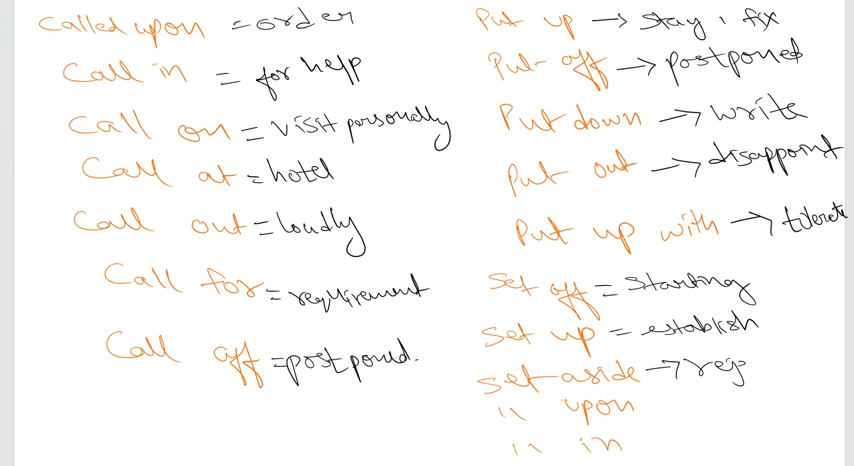 Called upon = order
Call in = for help
Call on = visit personally
Call at = hotel
Call out = loudly
Call for = requirement
Call off = postponed.
Put up → stay, fix
Put off → postponed
Put down → write
Put out → disappoint
Put up with → tolerate
Set off = starting
Set up = establish
Set aside → rej
" upon
" in